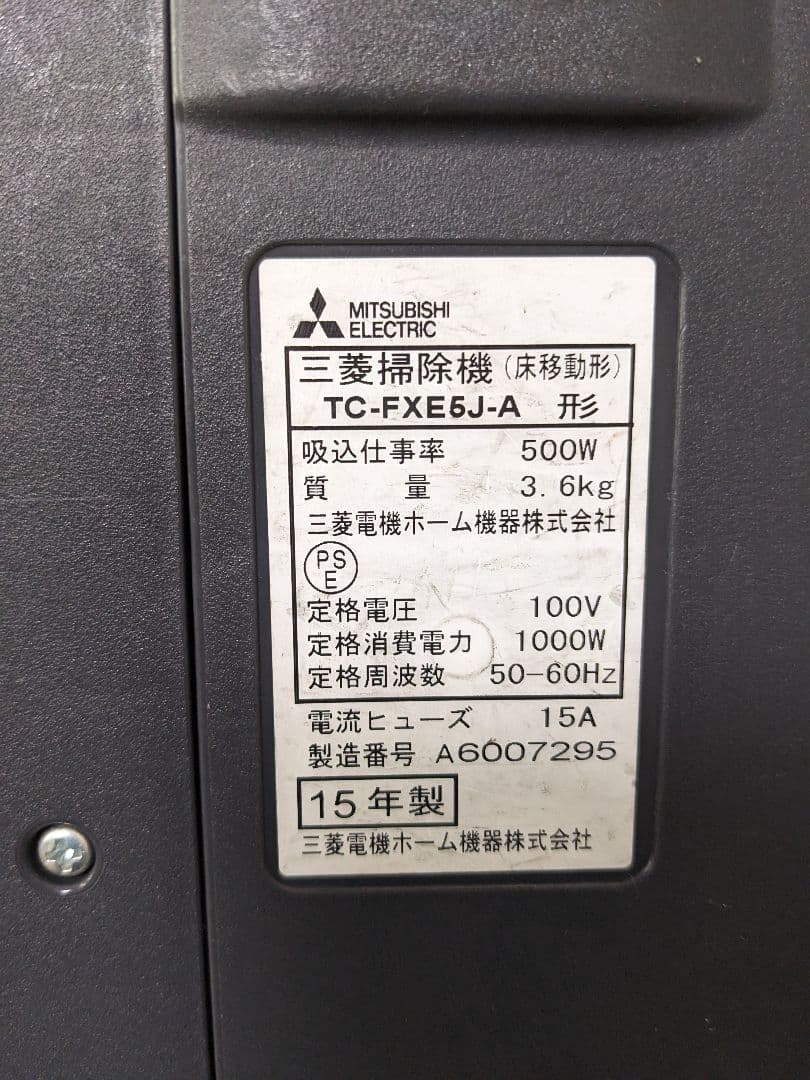 MITSUBISHI
ELECTRIC
三菱掃除機(床移動形)
TC-FXE5J-A 形
吸込仕事率 500W
質量 3.6kg
三菱電機ホーム機器株式会社
PS
E
定格電圧 100V
定格消費電力 1000W
定格周波数 50-60Hz
電流ヒューズ 15A
製造番号 A6007295
15年製
三菱電機ホーム機器株式会社